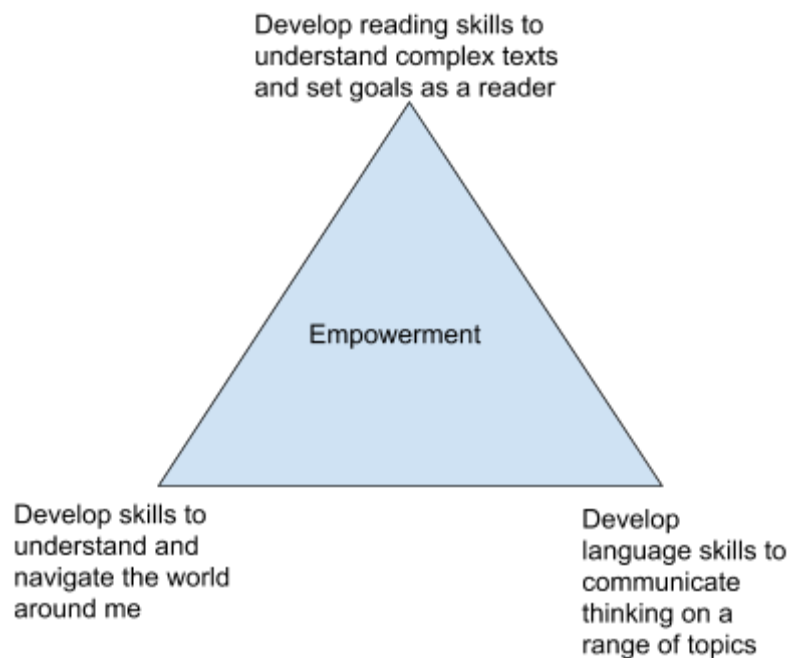 Develop reading skills to
understand complex texts
and set goals as a reader
Empowerment
Develop skills to
understand and
navigate the world
around me
Develop
language skills to
communicate
thinking on a
range of topics